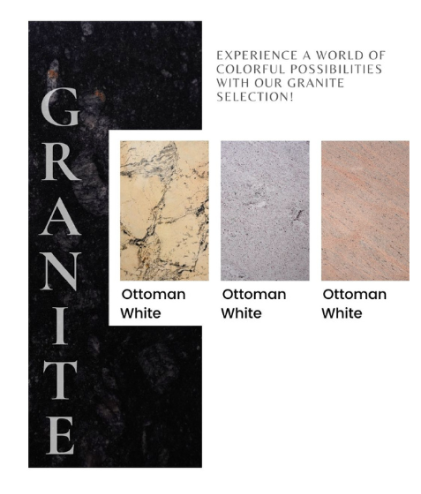 GRANITE
EXPERIENCE A WORLD OF
COLORFUL POSSIBILITIES
WITH OUR GRANITE
SELECTION!
Ottoman
White
Ottoman
White
Ottoman
White